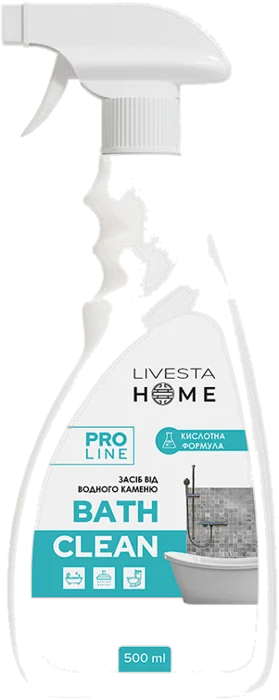 LIVESTA
HOME
PRO
LINE
КИСЛОТНА
ФОРМУЛА
ЗАСІБ ВІД
ВОДНОГО КАМЕНЮ
BATH
CLEAN
500 ml